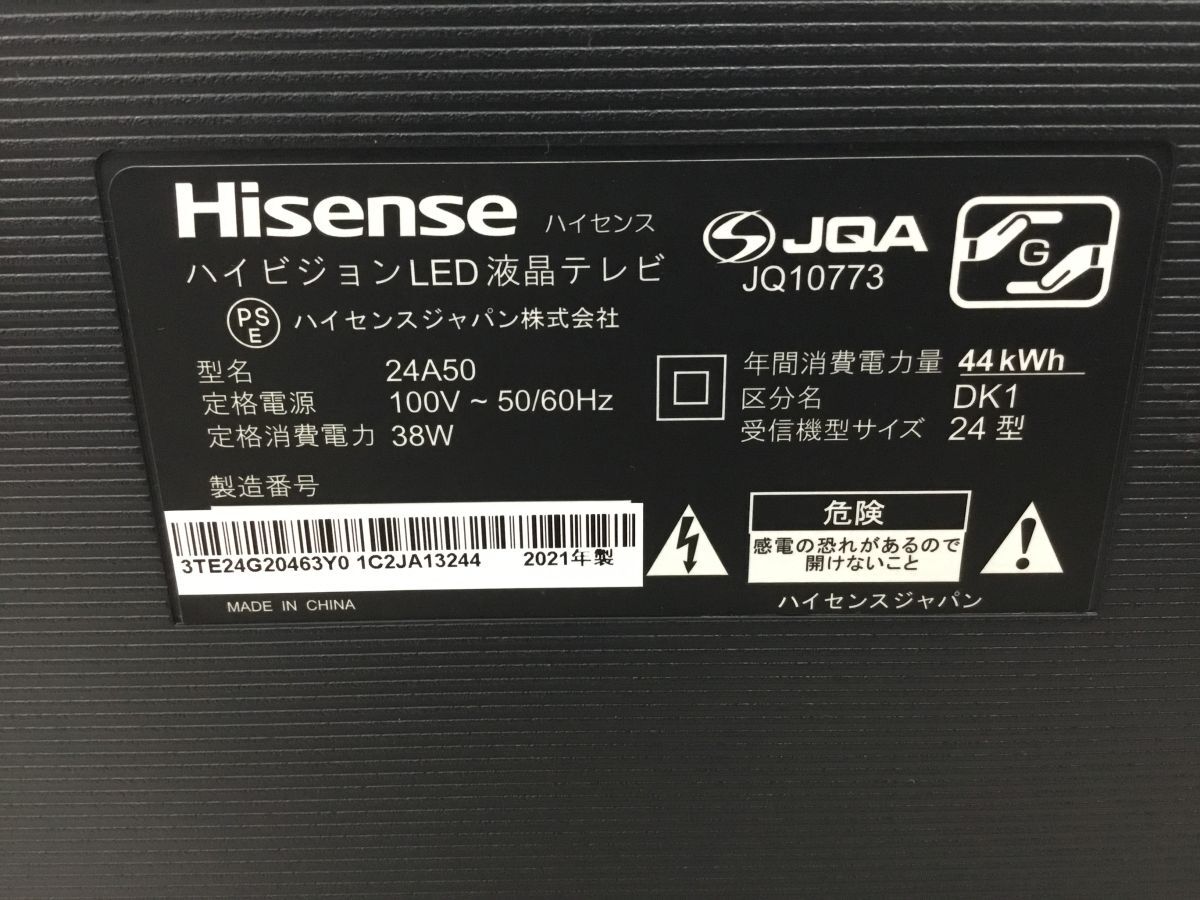 Hisense ハイセンス
ハイビジョンLED液晶テレビ
PSE ハイセンスジャパン株式会社
型名 24A50
定格電源 100V ~ 50/60Hz
定格消費電力 38W
製造番号
3TE24G20463Y0 1C2JA13244 2021年製
MADE IN CHINA
JQA
JQ10773
G
年間消費電力量 44kWh
区分名 DK1
受信機型サイズ 24型
危険
感電の恐れがあるので
開けないこと
ハイセンスジャパン